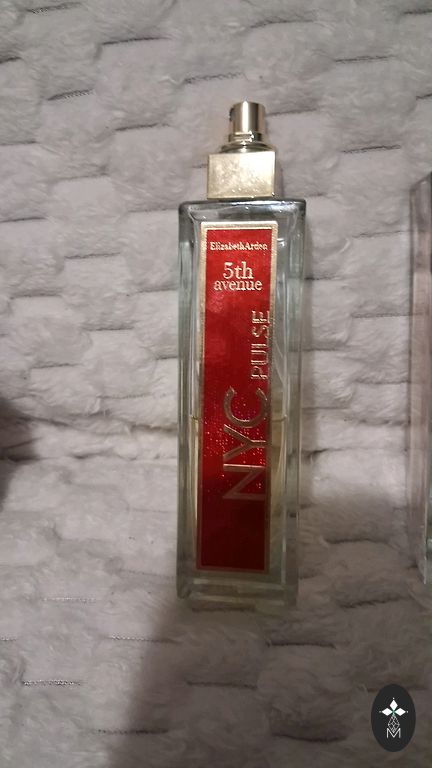 ElizabethArden
5th
avenue
NYC
PULSE
M